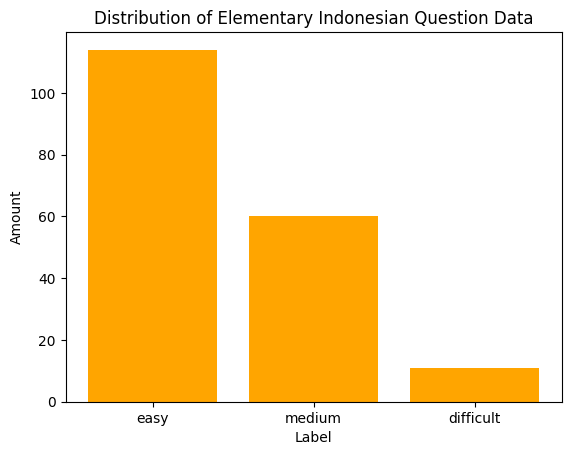 Distribution of Elementary Indonesian Question Data
100
80
60
40
20
0
Amount
easy medium difficult
Label